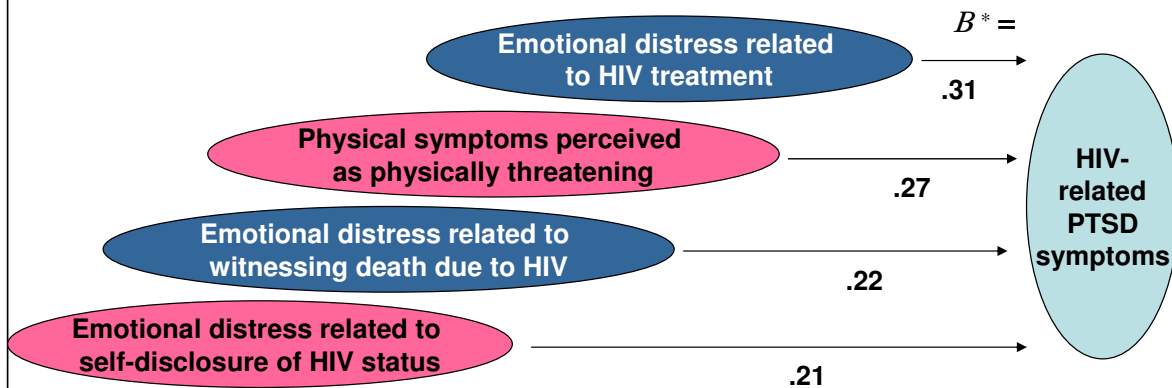 Emotional distress related
to HIV treatment
B* =
.31
Physical symptoms perceived
as physically threatening
.27
Emotional distress related to
witnessing death due to HIV
.22
Emotional distress related to
self-disclosure of HIV status
.21
HIV-
related
PTSD
symptoms